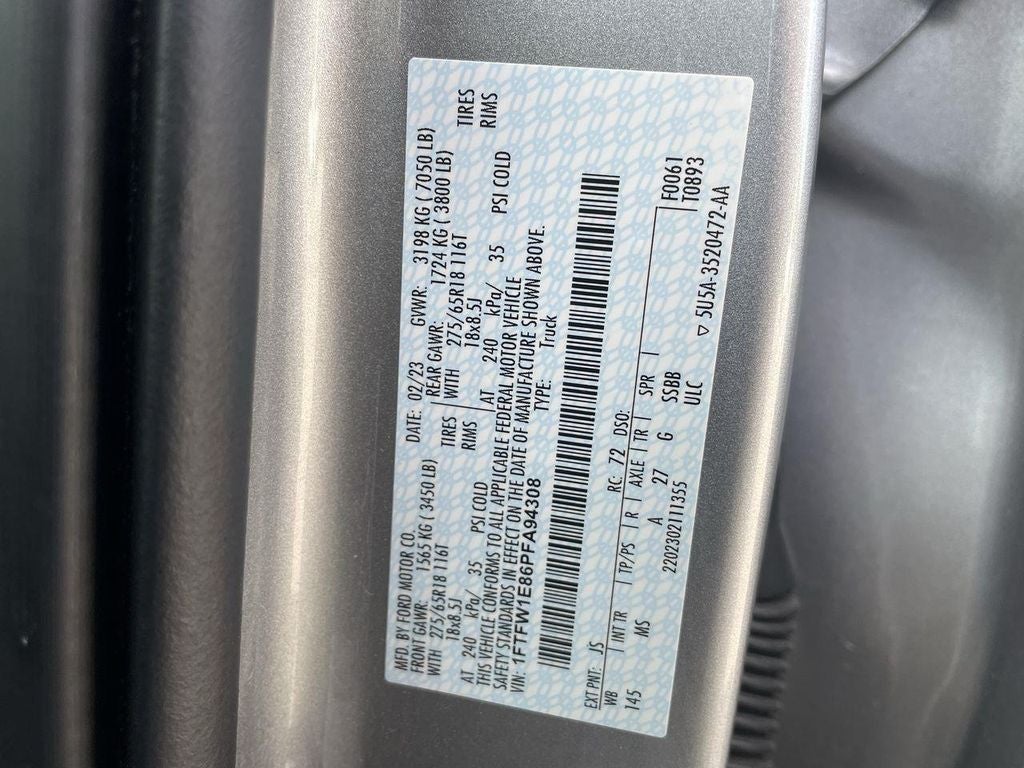 MFD. BY FORD MOTOR CO.
DATE: 02/23 GVWR: 3198 KG ( 7050 LB)
FRONT GAWR: 1565 KG ( 3450 LB)
REAR GAWR: 1724 KG ( 3800 LB)
WITH 275/65R18 116T TIRES
WITH 275/65R18 116T TIRES
18x8.5J RIMS
18x8.5J RIMS
AT 240 kPa/ 35 PSI COLD
AT 240 kPa/ 35 PSI COLD
THIS VEHICLE CONFORMS TO ALL APPLICABLE FEDERAL MOTOR VEHICLE
SAFETY STANDARDS IN EFFECT ON THE DATE OF MANUFACTURE SHOWN ABOVE.
VIN: 1FTFW1E86PFA94308 TYPE: Truck
EXT PNT: JS RC: 72 DSO: F0061
WB | INT TR | TP/PS | R | AXLE | TR | SPR | T0893
145 MS A 27 G SSBB
220230211355 ULC ▽ 5U5A-3520472-AA